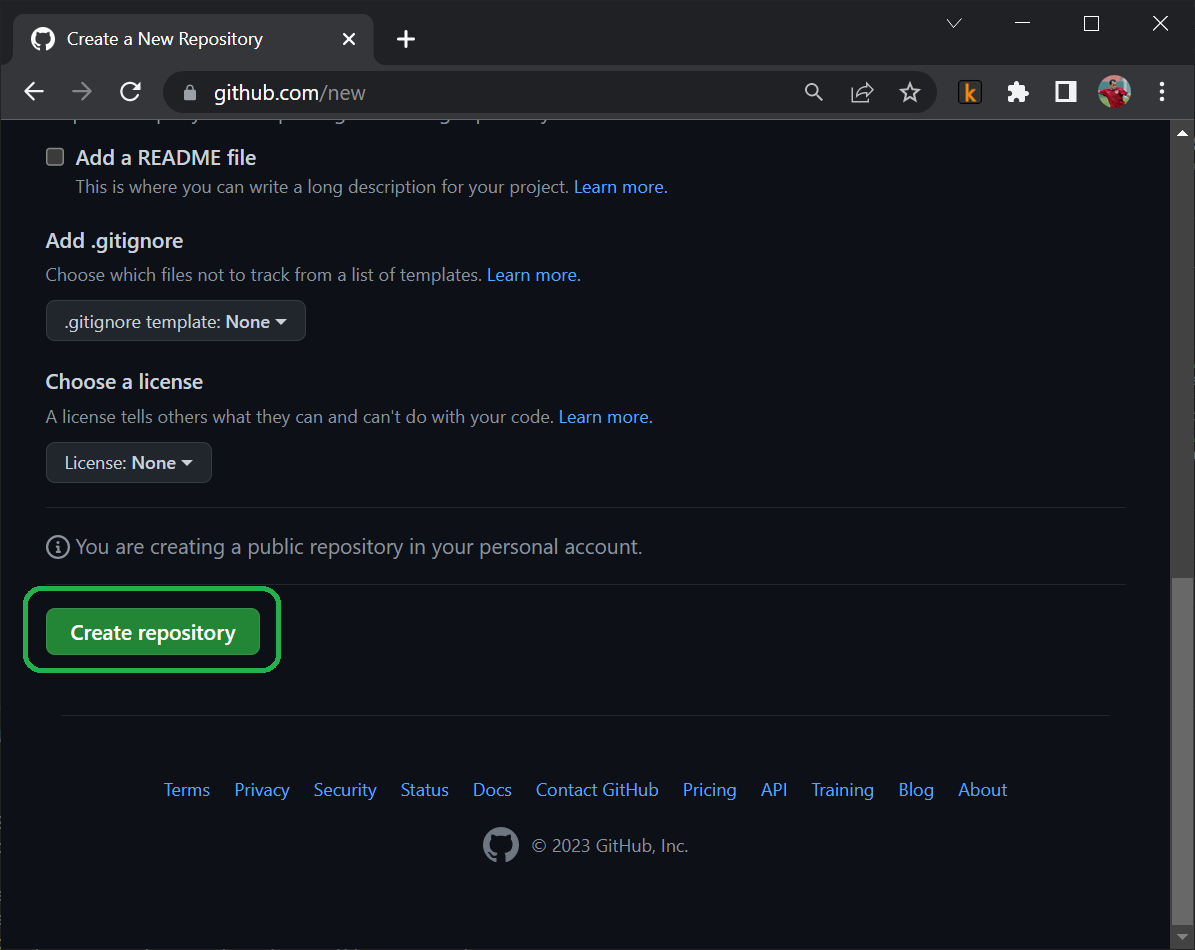 Create a New Repository
github.com/new
k
Add a README file
This is where you can write a long description for your project. Learn more.
Add .gitignore
Choose which files not to track from a list of templates. Learn more.
.gitignore template: None
Choose a license
A license tells others what they can and can't do with your code. Learn more.
License: None
You are creating a public repository in your personal account.
Create repository
Terms Privacy Security Status Docs Contact GitHub Pricing API Training Blog About
© 2023 GitHub, Inc.